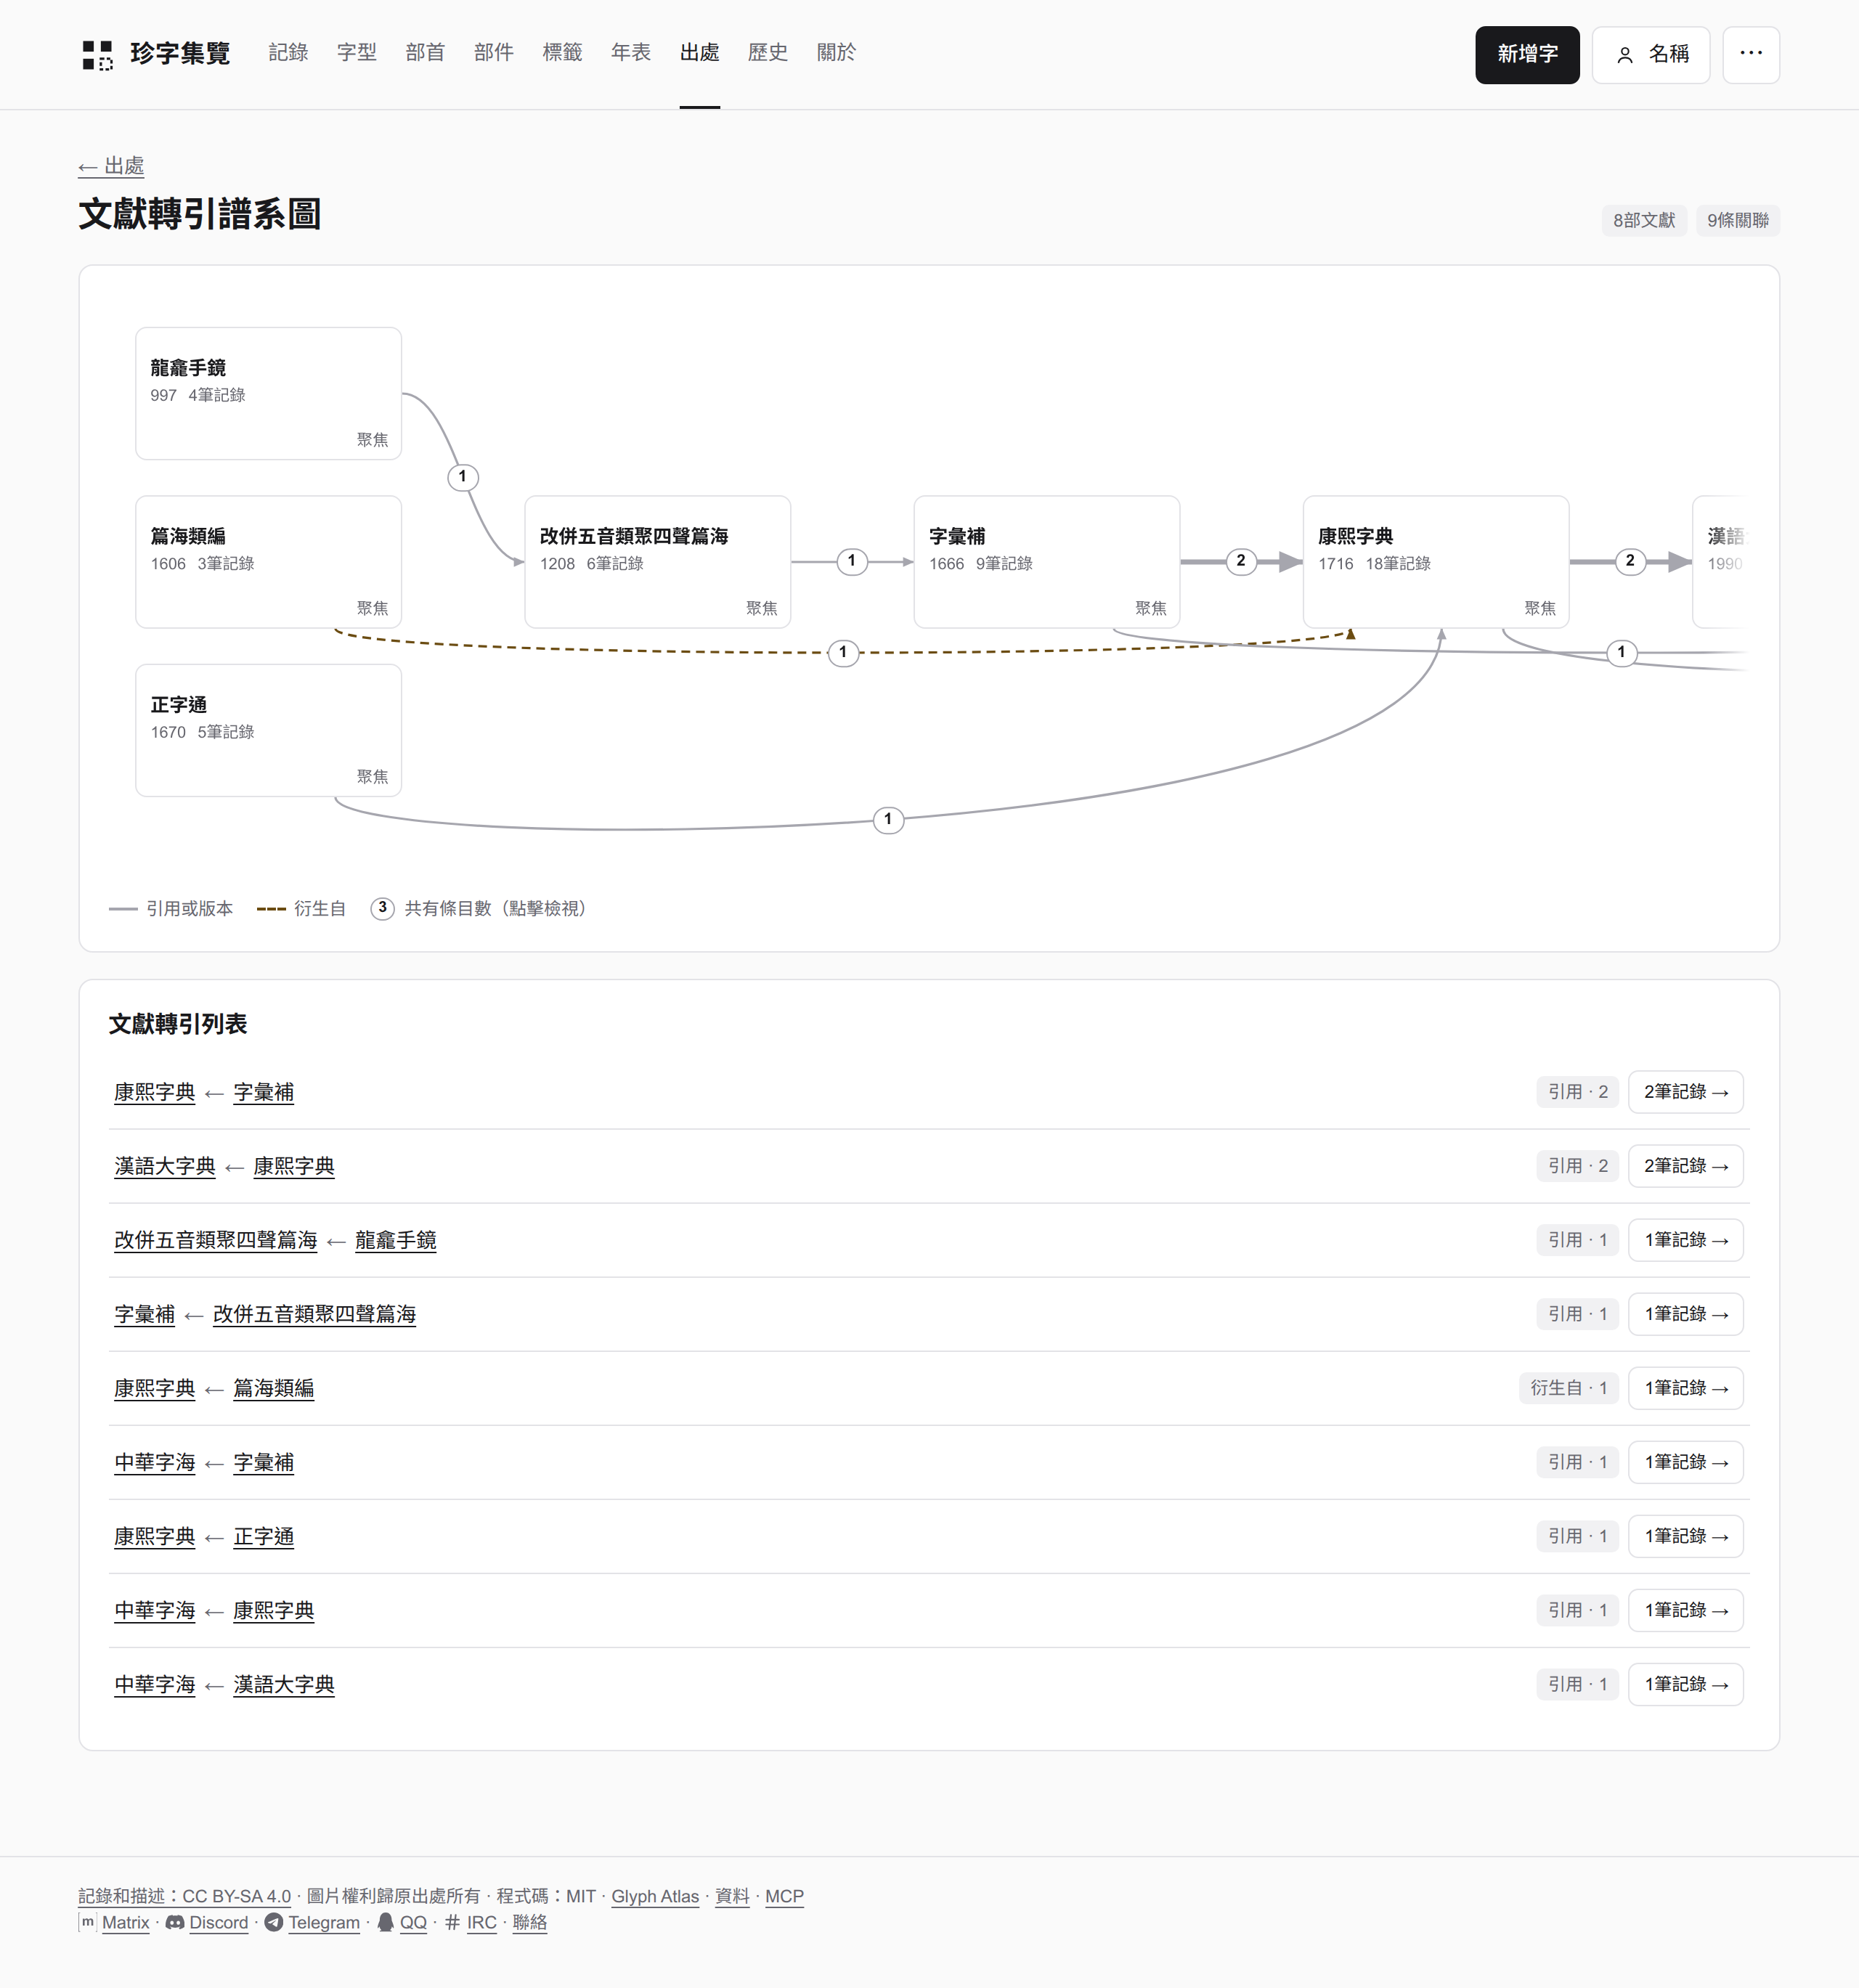 珍字集覽 記錄 字型 部首 部件 標籤 年表 出處 歷史 關於 新增字 名稱 ···
← 出處
文獻轉引譜系圖
8部文獻 9條關聯
龍龕手鏡
997 4筆記錄
聚焦
1
篇海類編
1606 3筆記錄
聚焦
改併五音類聚四聲篇海
1208 6筆記錄
聚焦
1
字彙補
1666 9筆記錄
聚焦
2
康熙字典
1716 18筆記錄
聚焦
2
漢語
1990
1
1
正字通
1670 5筆記錄
聚焦
1
引用或版本 衍生自 3 共有條目數（點擊檢視）
文獻轉引列表
康熙字典 ← 字彙補 引用 · 2 2筆記錄 →
漢語大字典 ← 康熙字典 引用 · 2 2筆記錄 →
改併五音類聚四聲篇海 ← 龍龕手鏡 引用 · 1 1筆記錄 →
字彙補 ← 改併五音類聚四聲篇海 引用 · 1 1筆記錄 →
康熙字典 ← 篇海類編 衍生自 · 1 1筆記錄 →
中華字海 ← 字彙補 引用 · 1 1筆記錄 →
康熙字典 ← 正字通 引用 · 1 1筆記錄 →
中華字海 ← 康熙字典 引用 · 1 1筆記錄 →
中華字海 ← 漢語大字典 引用 · 1 1筆記錄 →
記錄和描述：CC BY-SA 4.0 · 圖片權利歸原出處所有 · 程式碼：MIT · Glyph Atlas · 資料 · MCP
[m] Matrix · Discord · Telegram · QQ · # IRC · 聯絡